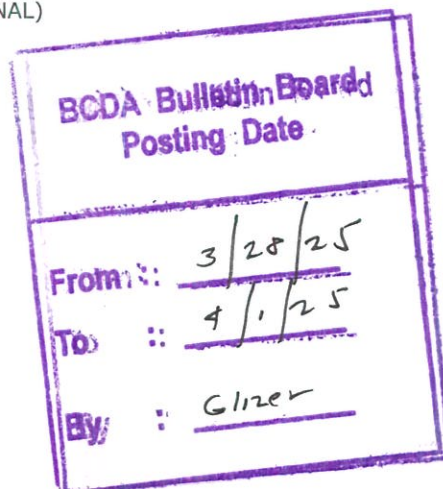 NAL)
BCDA Bulletin Board
Posting Date
From : 3/28/25
To : 4/1/25
By : Glizer